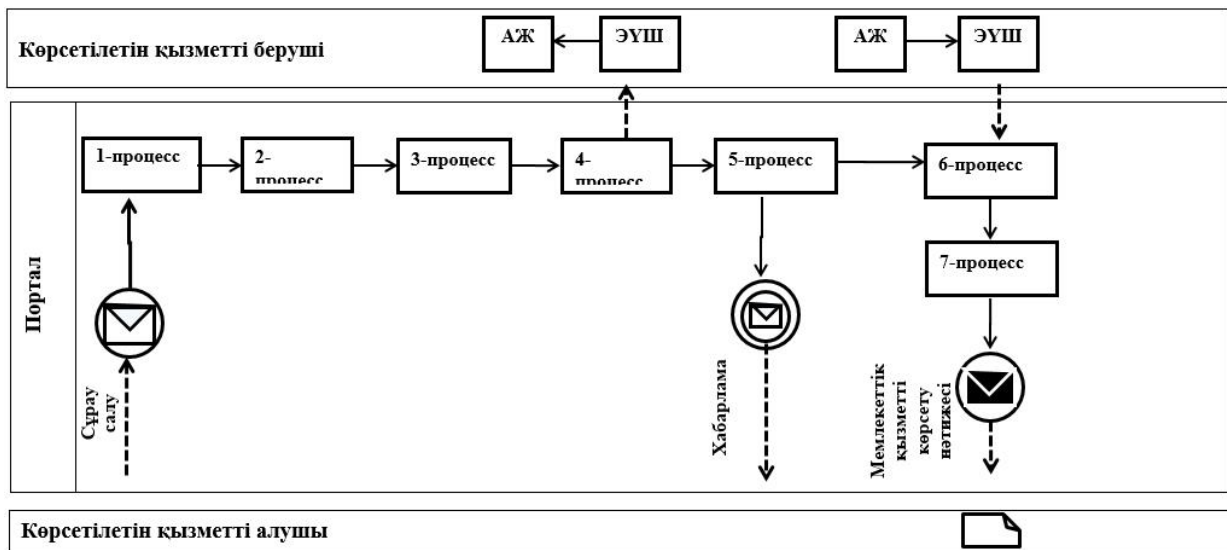 Көрсетілетін қызметті беруші
АЖ
ЭҮШ
АЖ
ЭҮШ
Портал
1-процесс
2-
процесс
3-процесс
4-
процесс
5-процесс
6-процесс
7-процесс
Сұрау
салу
Хабарлама
Мемлекеттік
қызметті
көрсету
нәтижесі
Көрсетілетін қызметті алушы